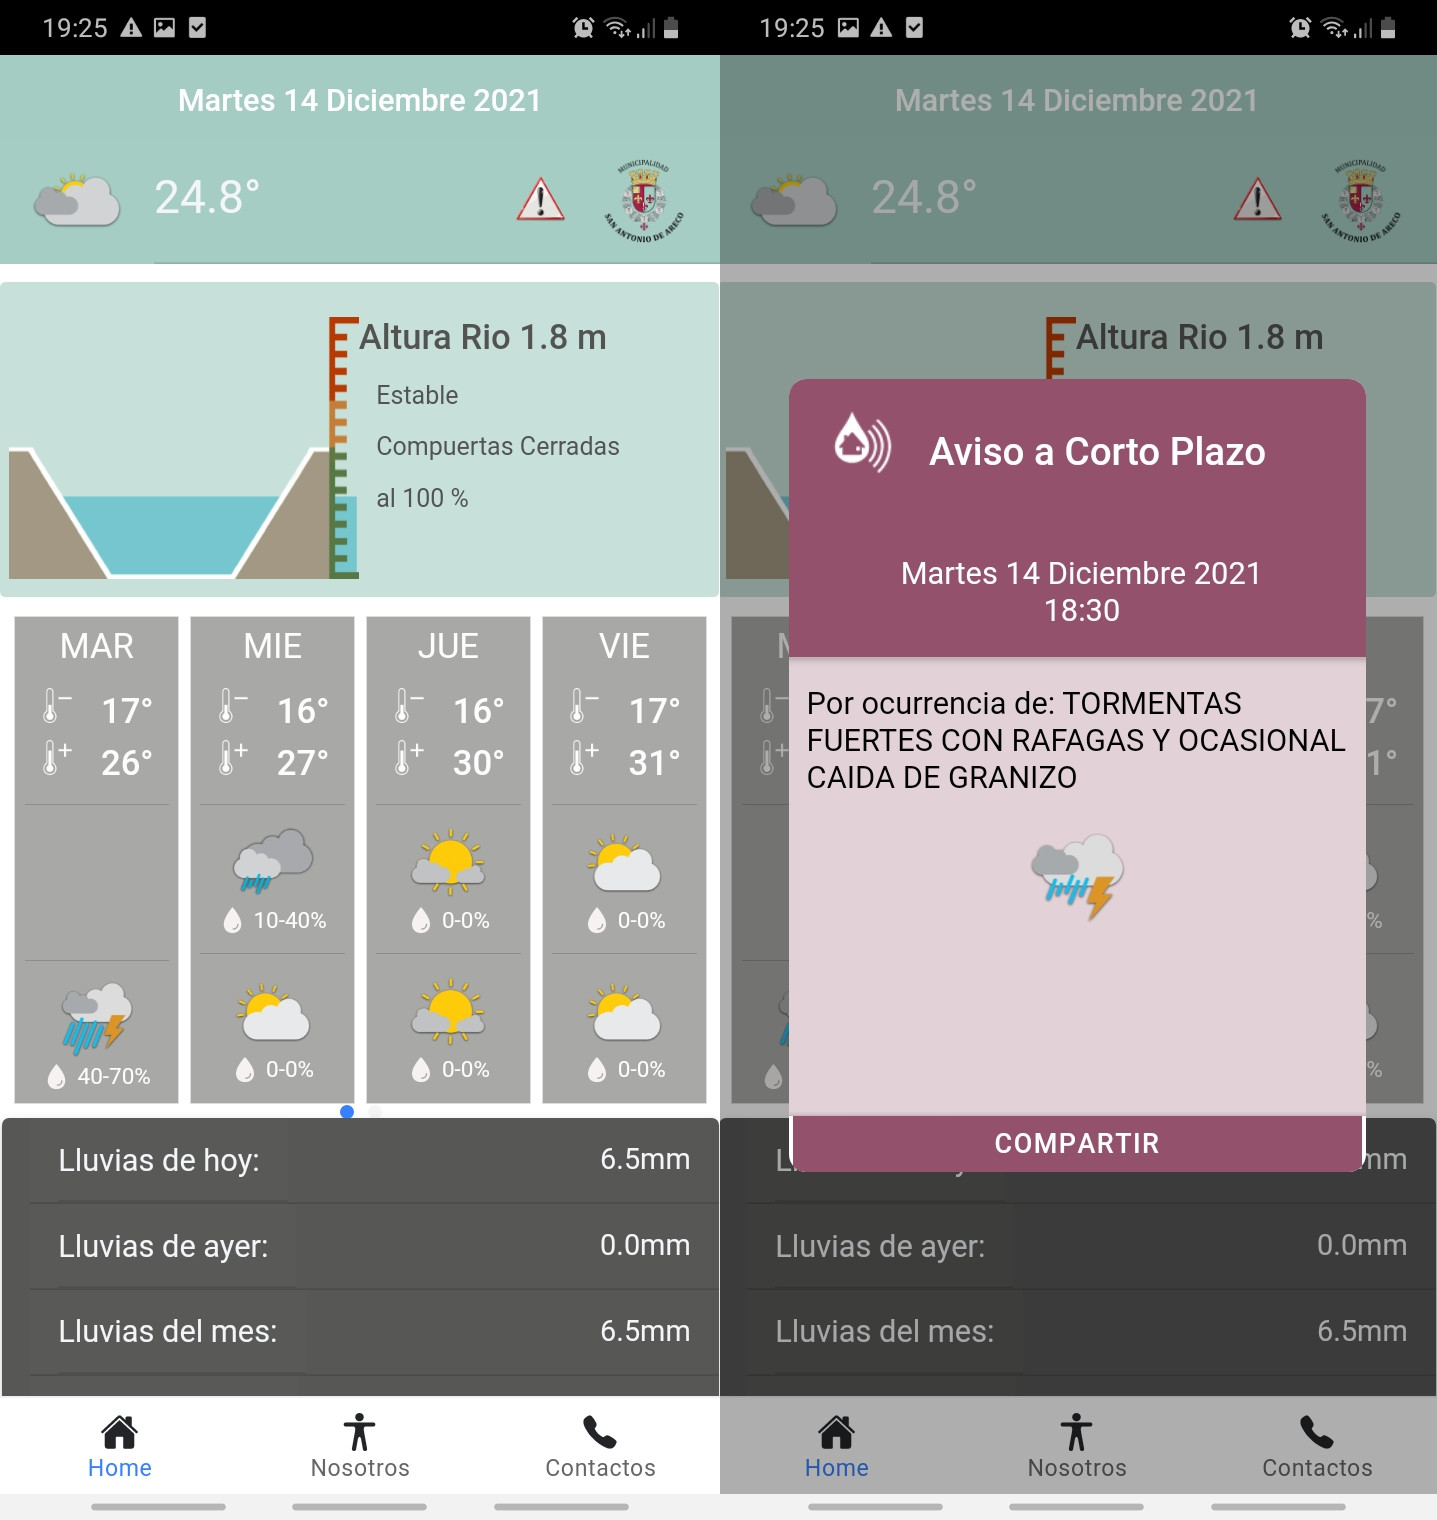 19:25
Martes 14 Diciembre 2021
24.8°
MUNICIPALIDAD
SAN ANTONIO DE ARECO
Altura Rio 1.8 m
Estable
Compuertas Cerradas
al 100 %
MAR MIE JUE VIE
17° 16° 16° 17°
26° 27° 30° 31°
10-40% 0-0% 0-0%
40-70% 0-0% 0-0% 0-0%
Lluvias de hoy: 6.5mm
Lluvias de ayer: 0.0mm
Lluvias del mes: 6.5mm
Home Nosotros Contactos
19:25
Martes 14 Diciembre 2021
24.8°
MUNICIPALIDAD
SAN ANTONIO DE ARECO
Altura Rio 1.8 m
Aviso a Corto Plazo
Martes 14 Diciembre 2021
18:30
Por ocurrencia de: TORMENTAS
FUERTES CON RAFAGAS Y OCASIONAL
CAIDA DE GRANIZO
COMPARTIR
Lluvias de ayer: 0.0mm
Lluvias del mes: 6.5mm
Home Nosotros Contactos